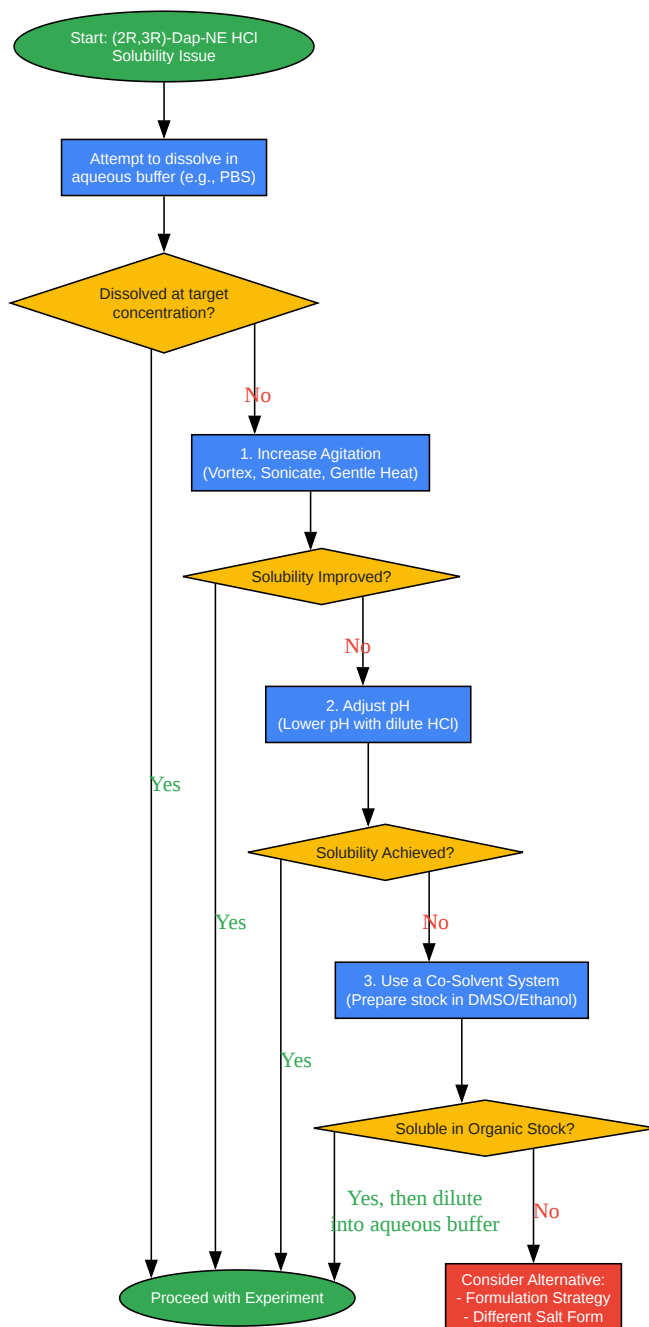 Start: (2R,3R)-Dap-NE HCl
Solubility Issue
Attempt to dissolve in
aqueous buffer (e.g., PBS)
Dissolved at target
concentration?
No
1. Increase Agitation
(Vortex, Sonicate, Gentle Heat)
Solubility Improved?
No
2. Adjust pH
(Lower pH with dilute HCl)
Yes
Solubility Achieved?
Yes
No
3. Use a Co-Solvent System
(Prepare stock in DMSO/Ethanol)
Yes
Soluble in Organic Stock?
Yes, then dilute
into aqueous buffer
No
Proceed with Experiment
Consider Alternative:
- Formulation Strategy
- Different Salt Form